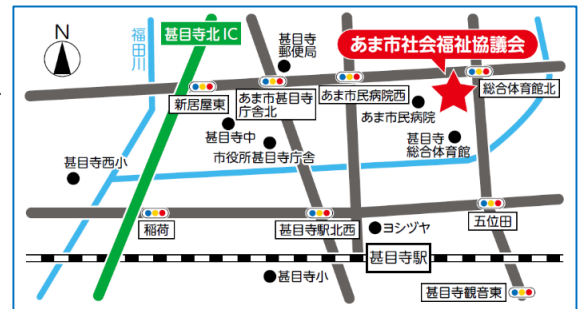 N
福田川
甚目寺北IC
甚目寺
郵便局
あま市社会福祉協議会
新居屋東
あま市甚目寺
庁舎北
あま市民病院西
総合体育館北
あま市民病院
甚目寺中
市役所甚目寺庁舎
甚目寺
総合体育館
甚目寺西小
稲荷
甚目寺駅北西
ヨシヅヤ
五位田
甚目寺駅
甚目寺小
甚目寺観音東